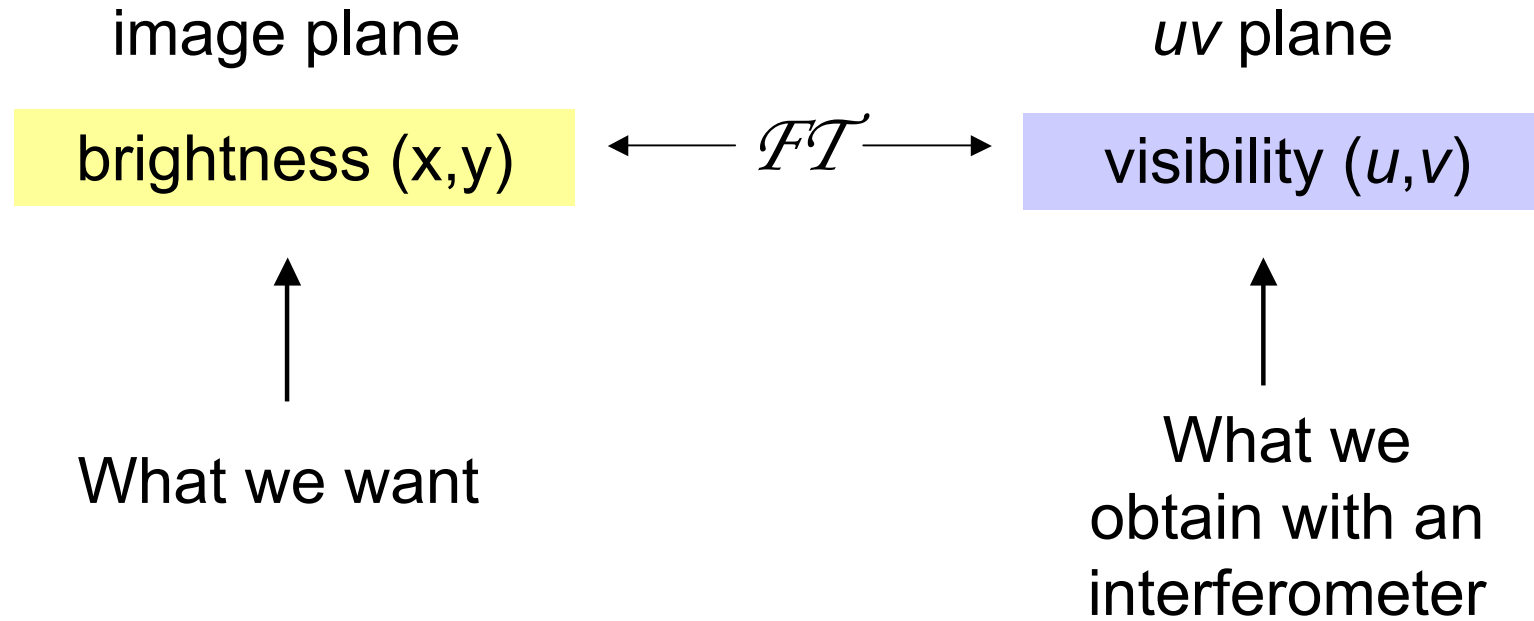 image plane
uv plane
brightness (x,y)
FT
visibility (u,v)
What we want
What we
obtain with an
interferometer